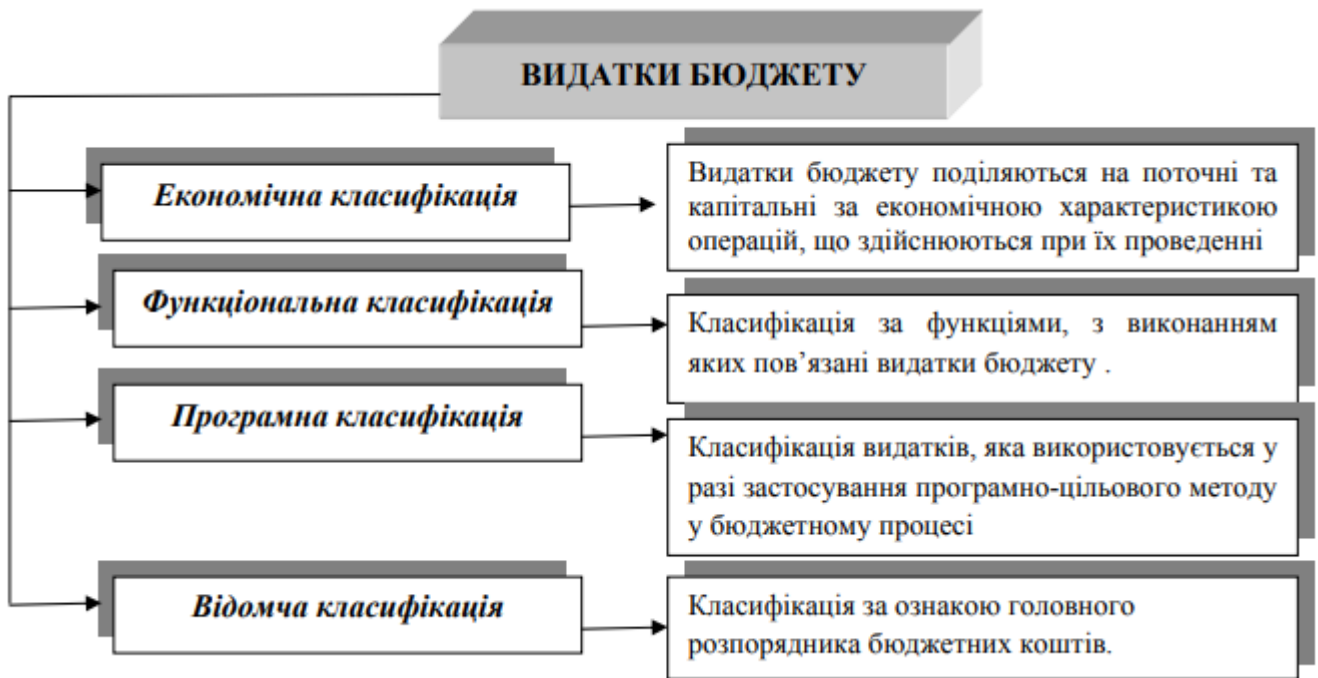 ВИДАТКИ БЮДЖЕТУ
Економічна класифікація
Видатки бюджету поділяються на поточні та
капітальні за економічною характеристикою
операцій, що здійснюються при їх проведенні
Функціональна класифікація
Класифікація за функціями, з виконанням
яких пов’язані видатки бюджету .
Програмна класифікація
Класифікація видатків, яка використовується у
разі застосування програмно-цільового методу
у бюджетному процесі
Відомча класифікація
Класифікація за ознакою головного
розпорядника бюджетних коштів.